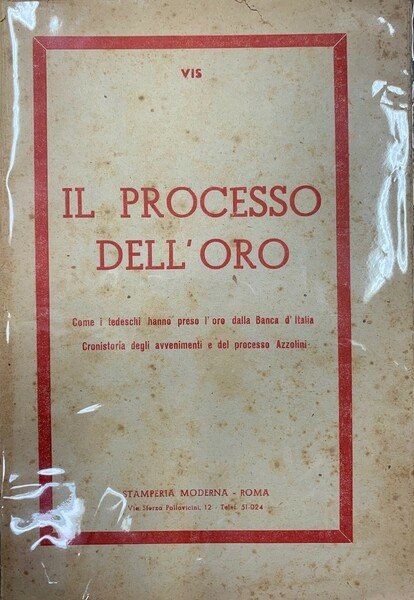 VIS
IL PROCESSO
DELL'ORO
Come i tedeschi hanno preso l'oro dalla Banca d'Italia
Cronistoria degli avvenimenti e del processo Azzolini
STAMPERIA MODERNA - ROMA
Via Sforza Pallavicini, 12 - Telef. 51-024